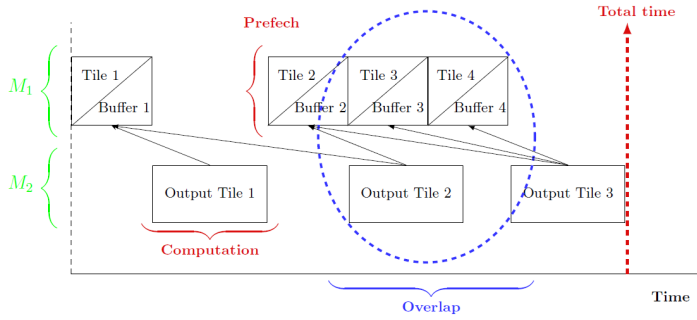 Total time
Prefech
M1
Tile 1
Buffer 1
Tile 2
Buffer 2
Tile 3
Buffer 3
Tile 4
Buffer 4
M2
Output Tile 1
Output Tile 2
Output Tile 3
Computation
Overlap
Time